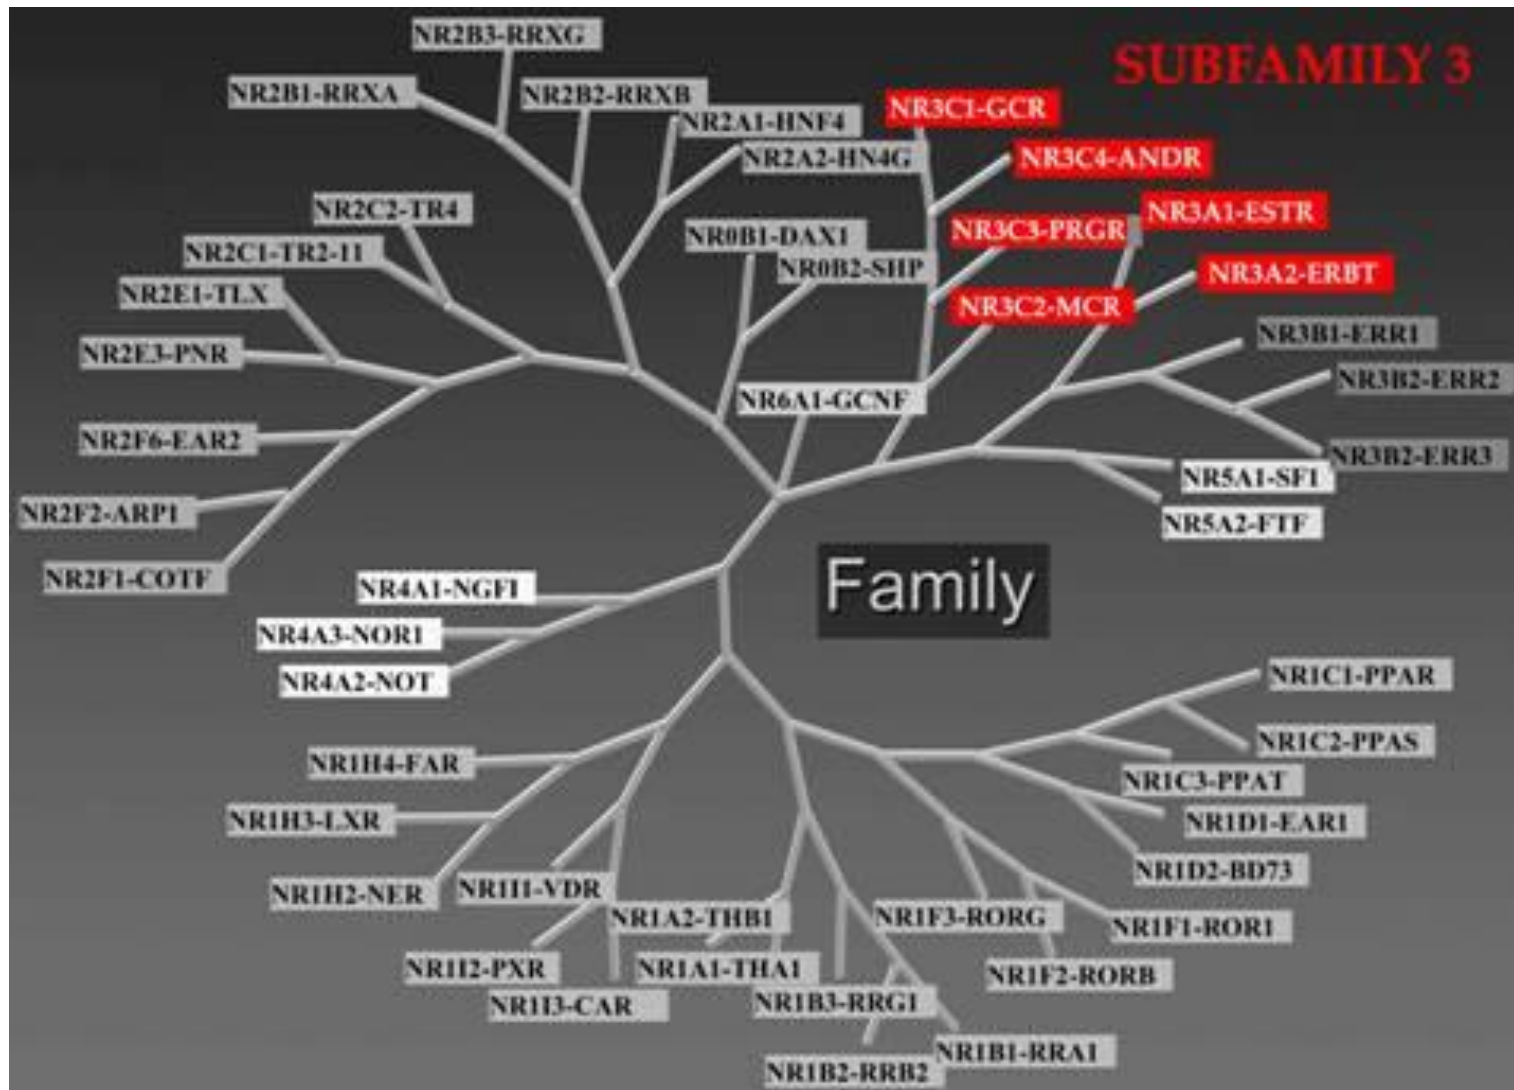 NR2B3-RRXG
SUBFAMILY 3
NR2B1-RRXA
NR2B2-RRXB
NR3C1-GCR
NR2A1-HNF4
NR2A2-HN4G
NR3C4-ANDR
NR2C2-TR4
NR3A1-ESTR
NR0B1-DAX1
NR3C3-PRGR
NR2C1-TR2-11
NR0B2-SHP
NR3A2-ERBT
NR2E1-TLX
NR3C2-MCR
NR3B1-ERR1
NR2E3-PNR
NR3B2-ERR2
NR6A1-GCNF
NR2F6-EAR2
NR3B2-ERR3
NR5A1-SF1
NR2F2-ARP1
NR5A2-FTF
NR2F1-COTF
NR4A1-NGFI
Family
NR4A3-NOR1
NR4A2-NOT
NR1C1-PPAR
NR1C2-PPAS
NR1H4-FAR
NR1C3-PPAT
NR1H3-LXR
NR1D1-EAR1
NR1D2-BD73
NR1H2-NER
NR1I1-VDR
NR1A2-THB1
NR1F3-RORG
NR1F1-ROR1
NR1I2-PXR
NR1A1-THA1
NR1F2-RORB
NR1I3-CAR
NR1B3-RRG1
NR1B1-RRA1
NR1B2-RRB2